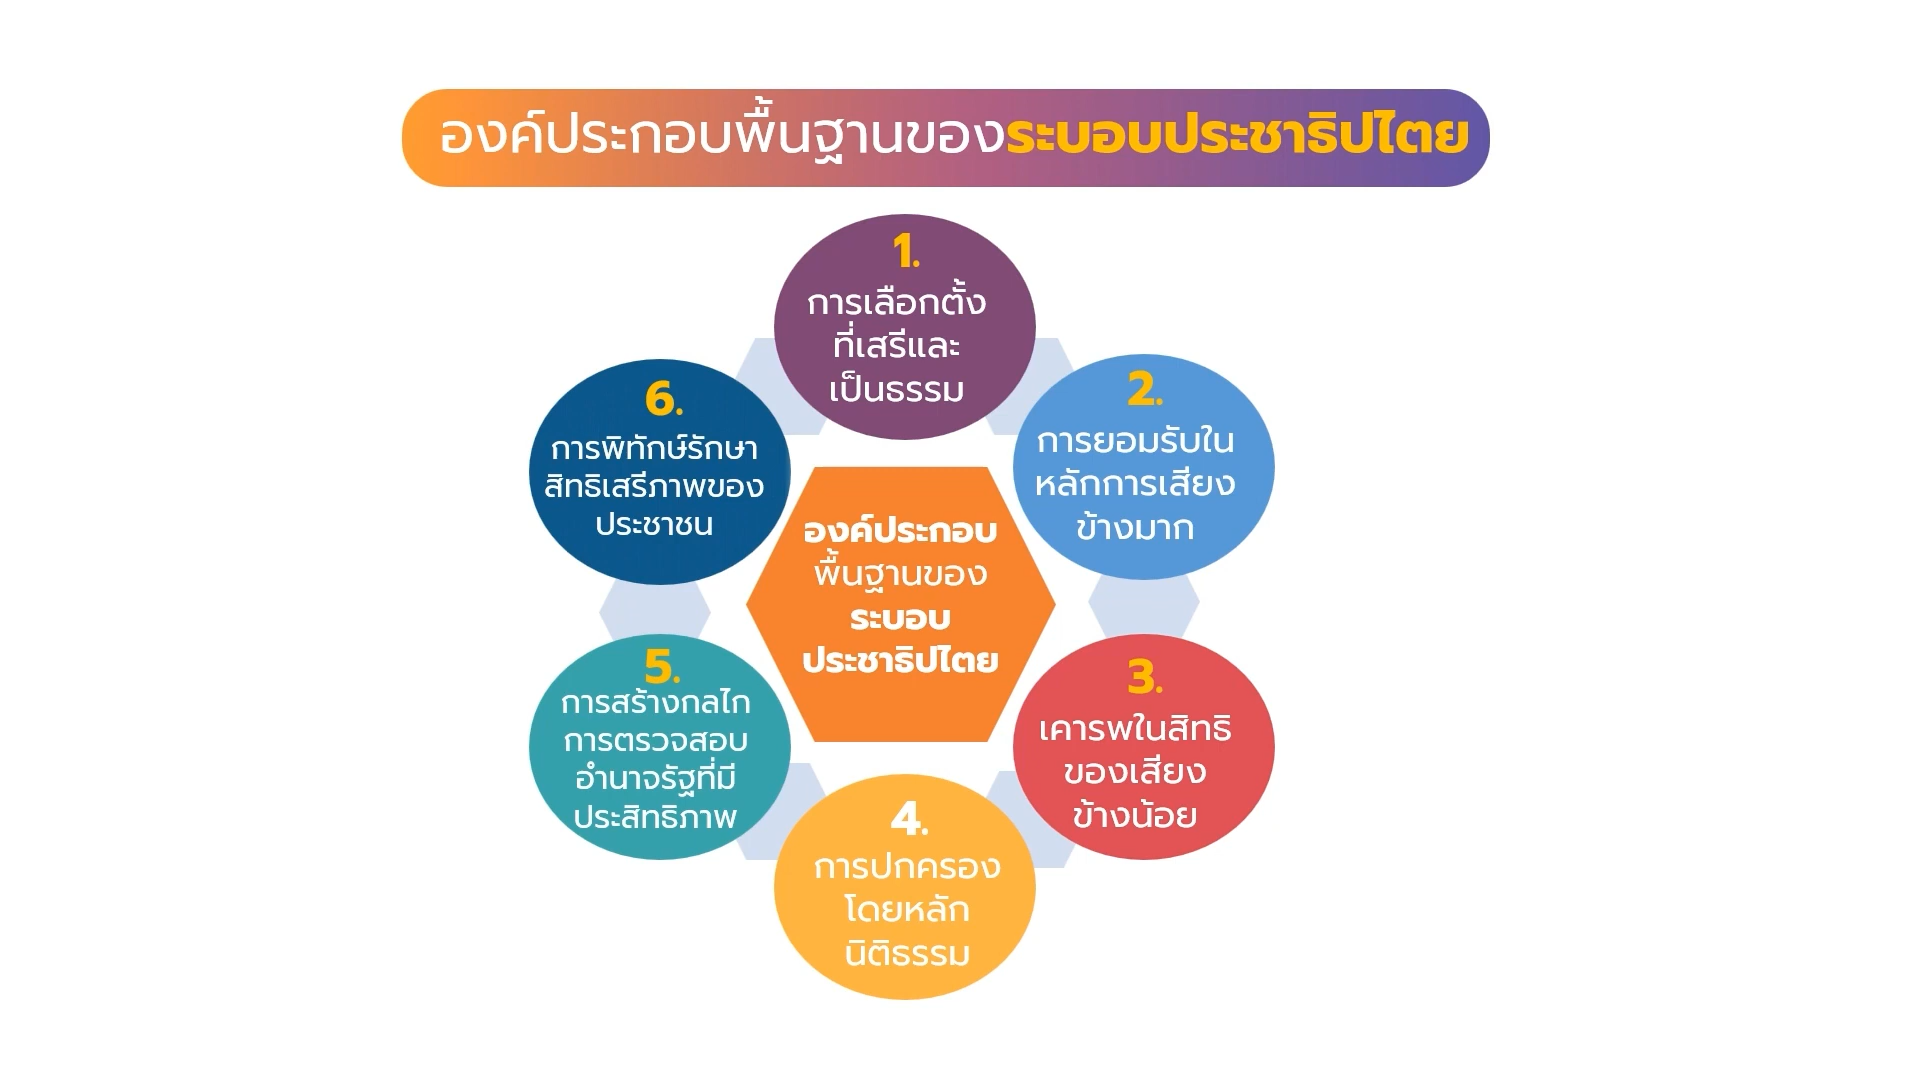 องค์ประกอบพื้นฐานของระบอบประชาธิปไตย
1.
การเลือกตั้ง
ที่เสรีและ
เป็นธรรม
2.
การยอมรับใน
หลักการเสียง
ข้างมาก
3.
เคารพในสิทธิ
ของเสียง
ข้างน้อย
4.
การปกครอง
โดยหลัก
นิติธรรม
5.
การสร้างกลไก
การตรวจสอบ
อำนาจรัฐที่มี
ประสิทธิภาพ
6.
การพิทักษ์รักษา
สิทธิเสรีภาพของ
ประชาชน
องค์ประกอบ
พื้นฐานของ
ระบอบ
ประชาธิปไตย